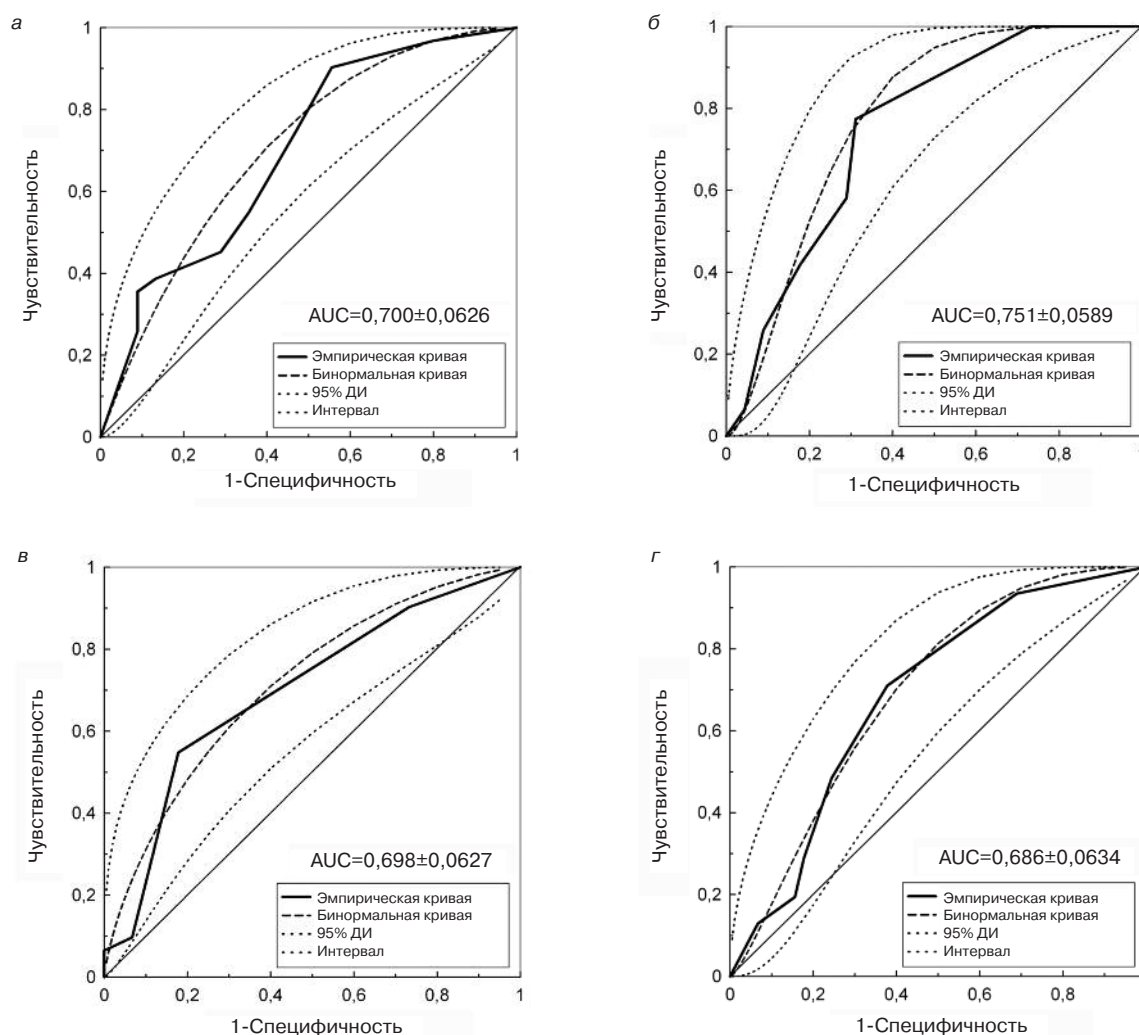 а
1
0,8
0,6
0,4
0,2
0
Чувствительность
AUC=0,700±0,0626
Эмпирическая кривая
Бинормальная кривая
95% ДИ
Интервал
0 0,2 0,4 0,6 0,8 1
1-Специфичность
б
1
0,8
0,6
0,4
0,2
0
Чувствительность
AUC=0,751±0,0589
Эмпирическая кривая
Бинормальная кривая
95% ДИ
Интервал
0 0,2 0,4 0,6 0,8
1-Специфичность
в
1
0,8
0,6
0,4
0,2
0
Чувствительность
AUC=0,698±0,0627
Эмпирическая кривая
Бинормальная кривая
95% ДИ
Интервал
0 0,2 0,4 0,6 0,8 1
1-Специфичность
г
1
0,8
0,6
0,4
0,2
0
Чувствительность
AUC=0,686±0,0634
Эмпирическая кривая
Бинормальная кривая
95% ДИ
Интервал
0 0,2 0,4 0,6 0,8
1-Специфичность